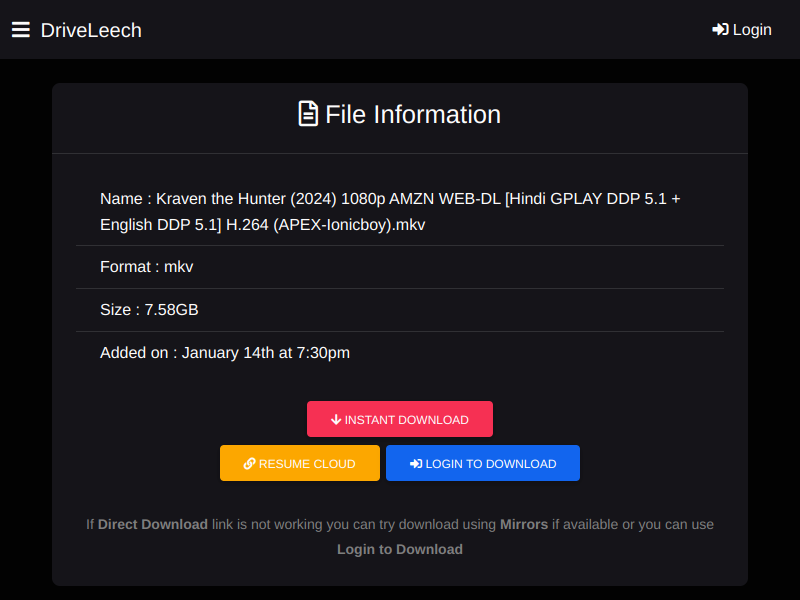 DriveLeech
Login
File Information
Name : Kraven the Hunter (2024) 1080p AMZN WEB-DL [Hindi GPLAY DDP 5.1 +
English DDP 5.1] H.264 (APEX-Ionicboy).mkv
Format : mkv
Size : 7.58GB
Added on : January 14th at 7:30pm
INSTANT DOWNLOAD
RESUME CLOUD
LOGIN TO DOWNLOAD
If Direct Download link is not working you can try download using Mirrors if available or you can use
Login to Download